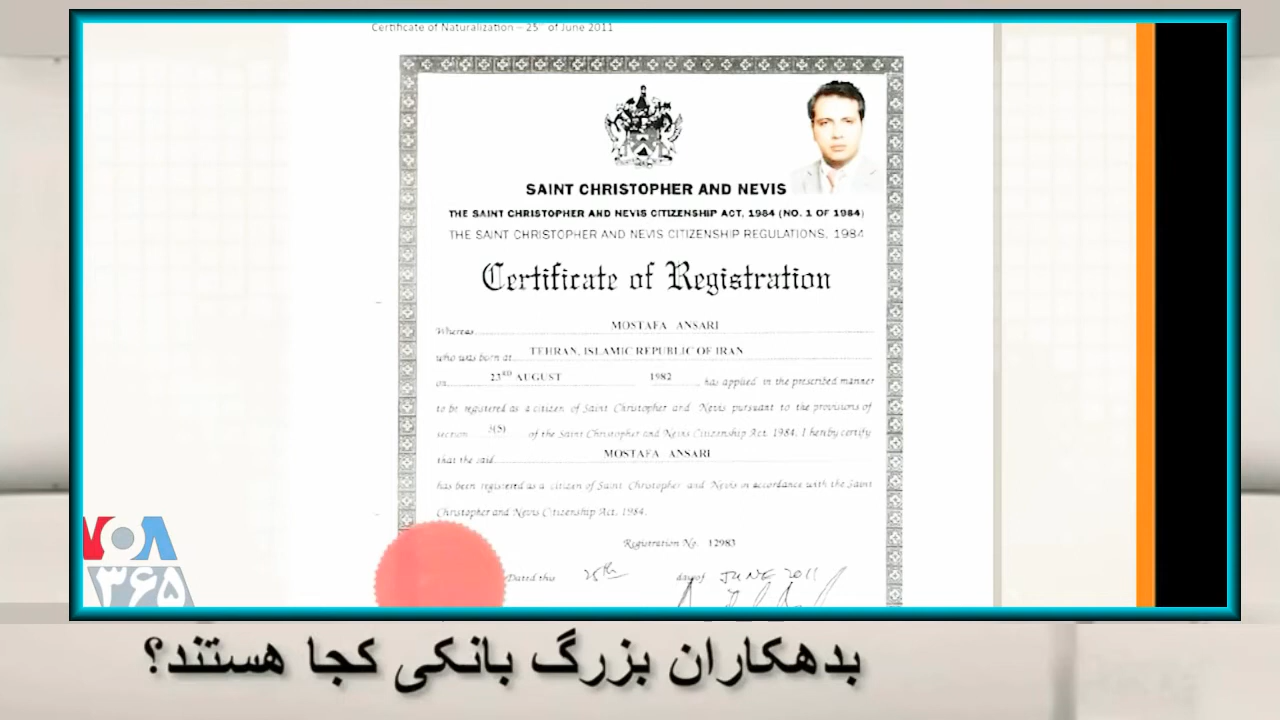 Certificate of Naturalization – 25th of June 2011
SAINT CHRISTOPHER AND NEVIS
THE SAINT CHRISTOPHER AND NEVIS CITIZENSHIP ACT, 1984 (NO. 1 OF 1984)
THE SAINT CHRISTOPHER AND NEVIS CITIZENSHIP REGULATIONS, 1984
Certificate of Registration
Whereas MOSTAFA ANSARI
who was born at TEHRAN, ISLAMIC REPUBLIC OF IRAN
on 23RD AUGUST 1982 has applied in the prescribed manner
to be registered as a citizen of Saint Christopher and Nevis pursuant to the provisions of
section 3(5) of the Saint Christopher and Nevis Citizenship Act, 1984, I hereby certify
that the said MOSTAFA ANSARI
has been registered as a citizen of Saint Christopher and Nevis in accordance with the Saint
Christopher and Nevis Citizenship Act, 1984.
Registration No. 12983
Dated this 25th day of JUNE 2011
VOA
۳۶۵
بدهکاران بزرگ بانکی کجا هستند؟